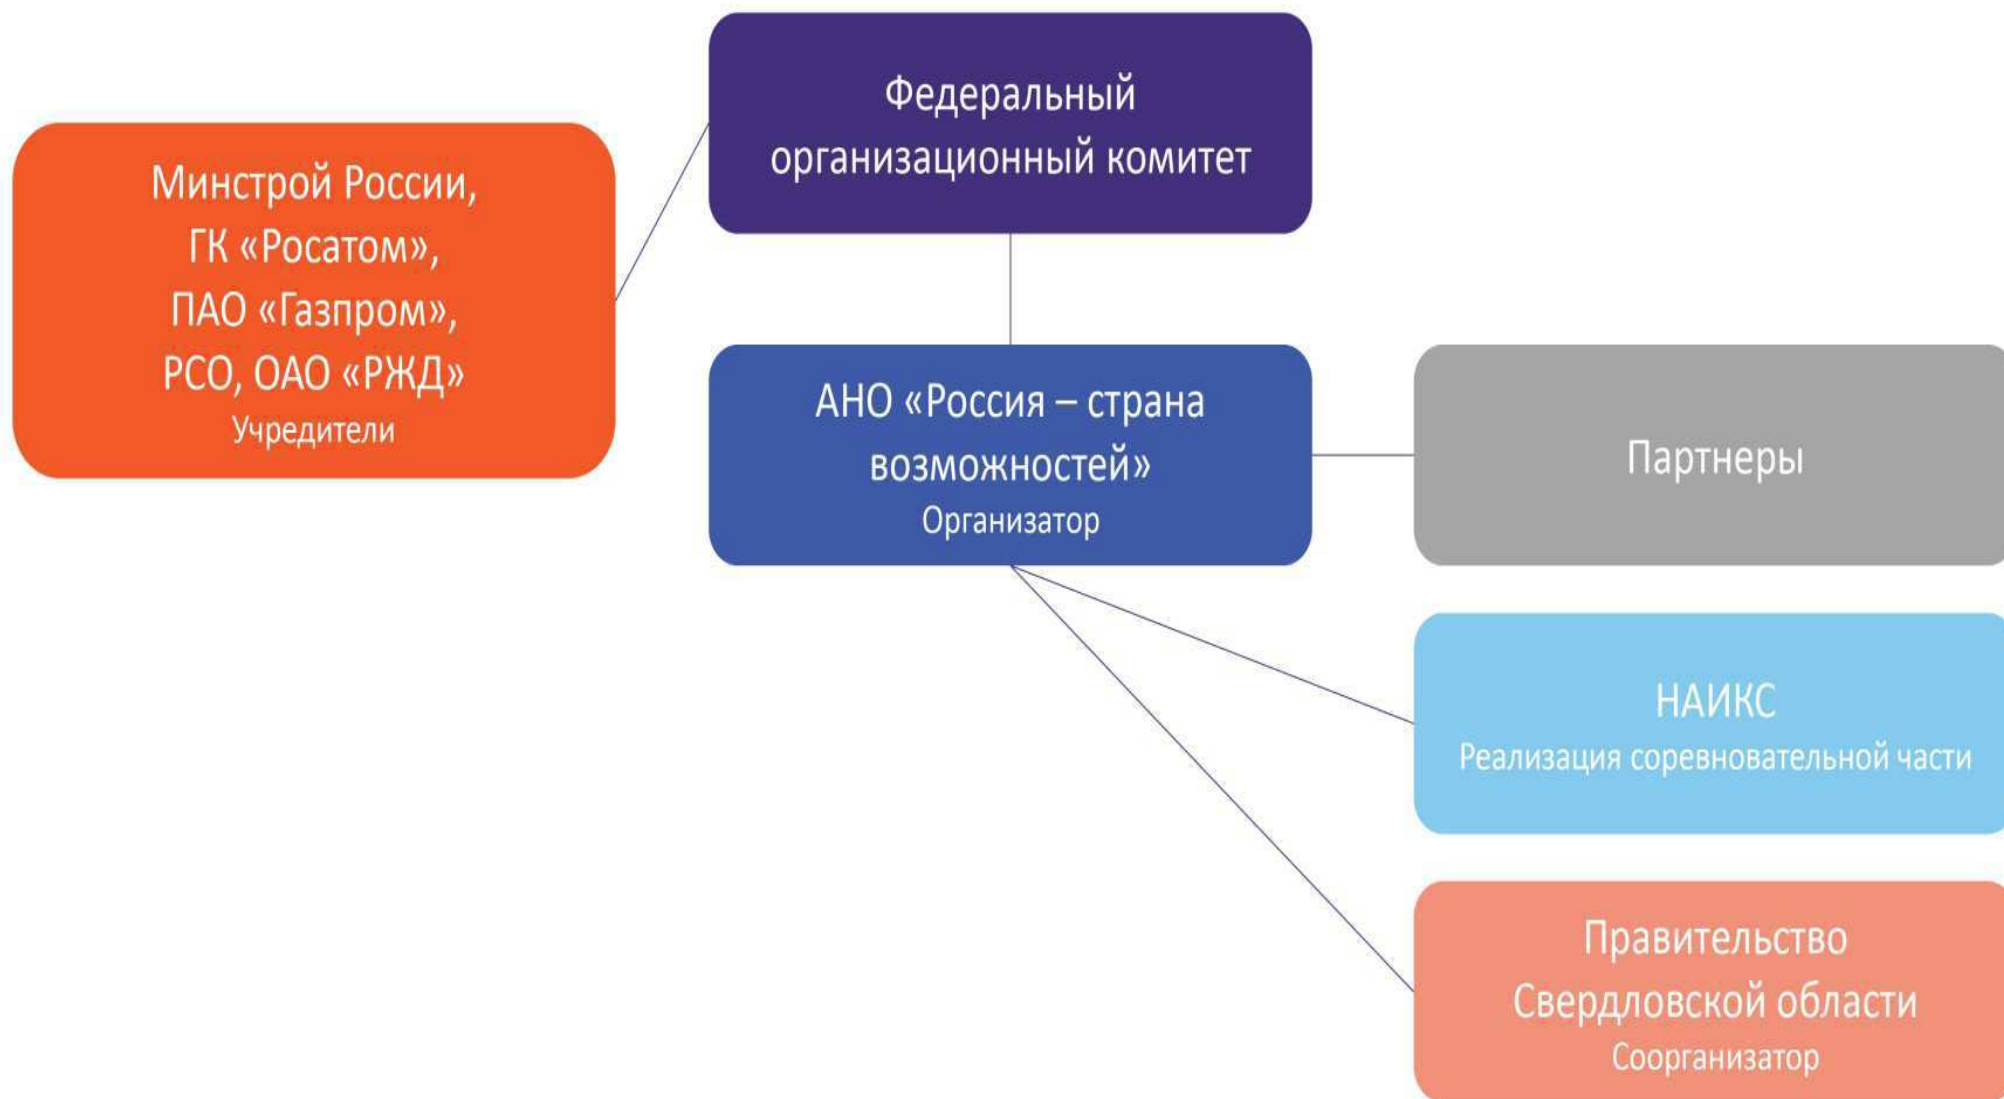 Федеральный
организационный комитет
Минстрой России,
ГК «Росатом»,
ПАО «Газпром»,
РСО, ОАО «РЖД»
Учредители
АНО «Россия – страна
возможностей»
Организатор
Партнеры
НАИКС
Реализация соревновательной части
Правительство
Свердловской области
Соорганизатор